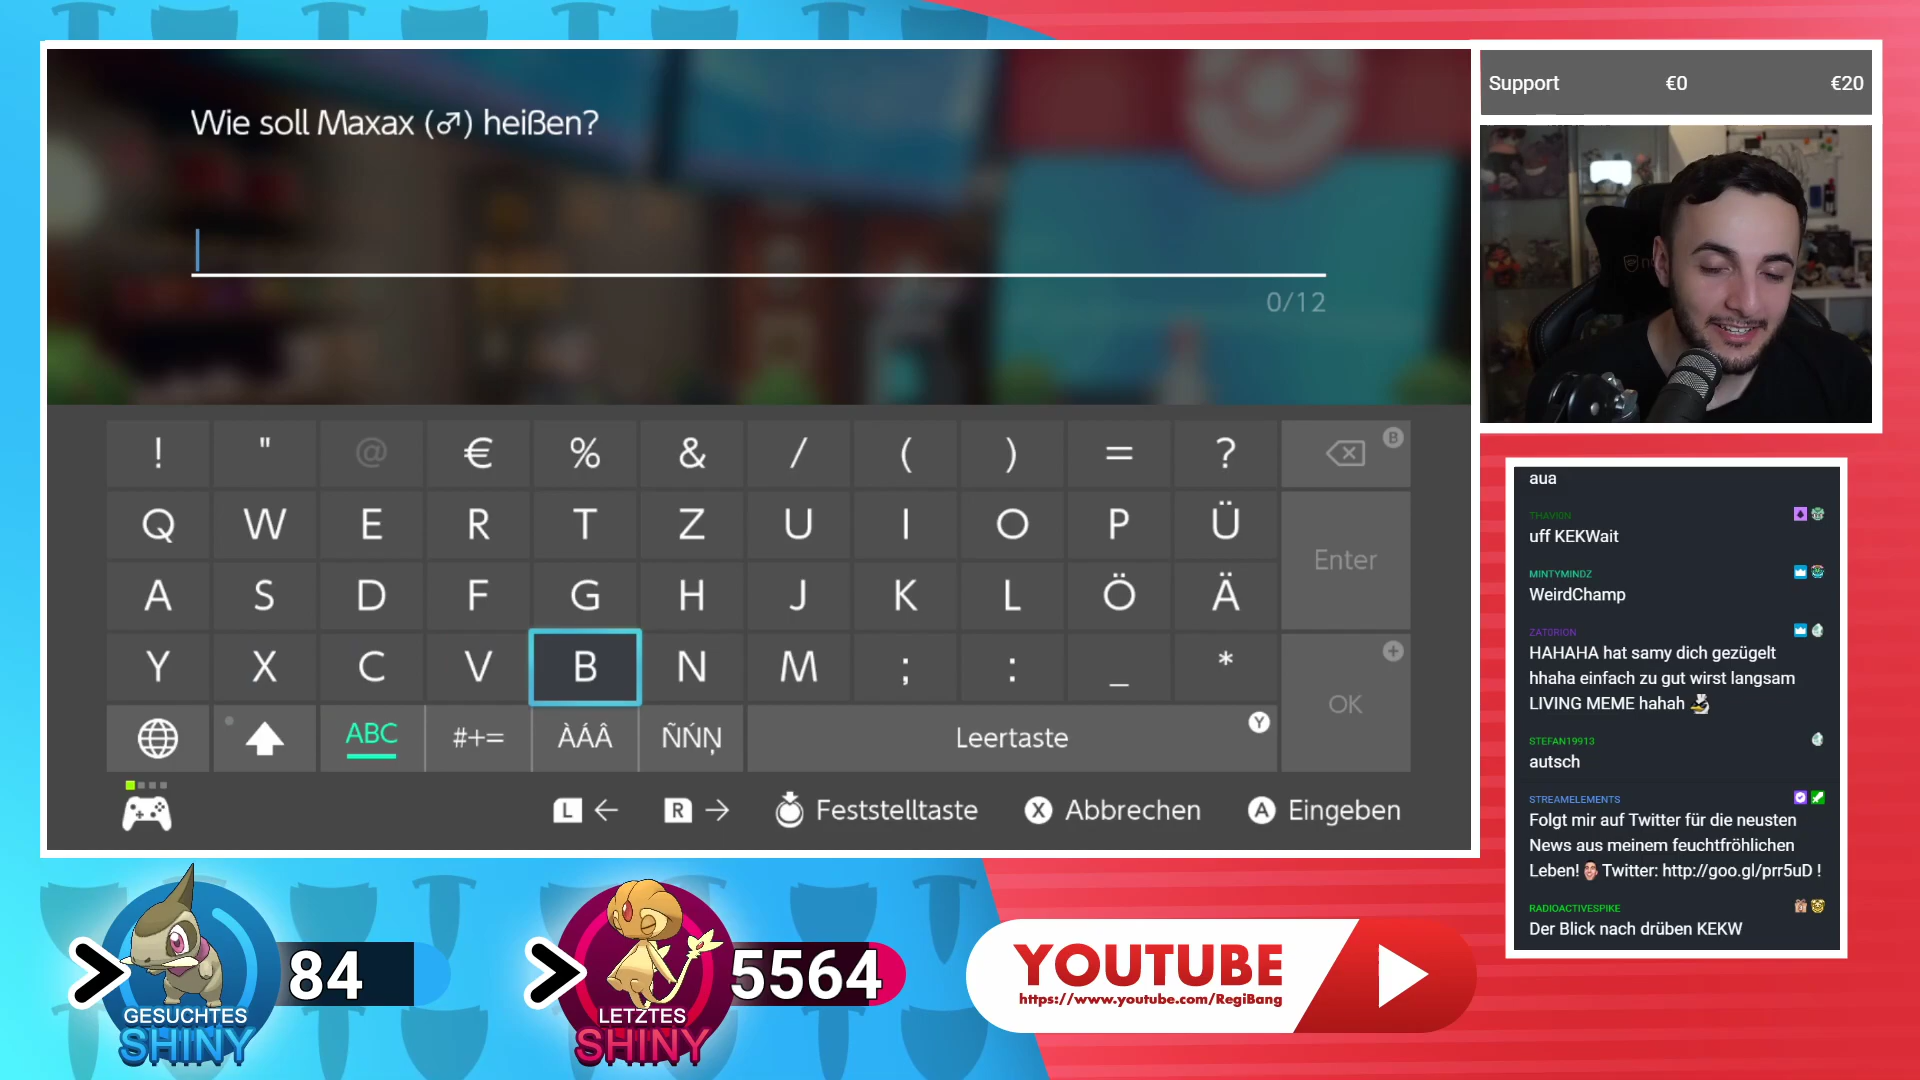 Wie soll Maxax (♂) heißen?
0/12
! " @ € % & / ( ) = ?
Q W E R T Z U I O P Ü
A S D F G H J K L Ö Ä
Y X C V B N M ; : _ *
B
Enter
+
OK
ABC #+= ÀÁÂ ÑŃŅ Leertaste Y
L ← R → Feststelltaste X Abbrechen A Eingeben
Support €0 €20
aua
THAVION
uff KEKWait
MINTYMINDZ
WeirdChamp
ZAT0RION
HAHAHA hat samy dich gezügelt
hhaha einfach zu gut wirst langsam
LIVING MEME hahah
STEFAN19913
autsch
STREAMELEMENTS
Folgt mir auf Twitter für die neusten
News aus meinem feuchtfröhlichen
Leben! Twitter: http://goo.gl/prr5uD !
RADIOACTIVESPIKE
Der Blick nach drüben KEKW
84
GESUCHTES
SHINY
5564
LETZTES
SHINY
YOUTUBE
https://www.youtube.com/RegiBang